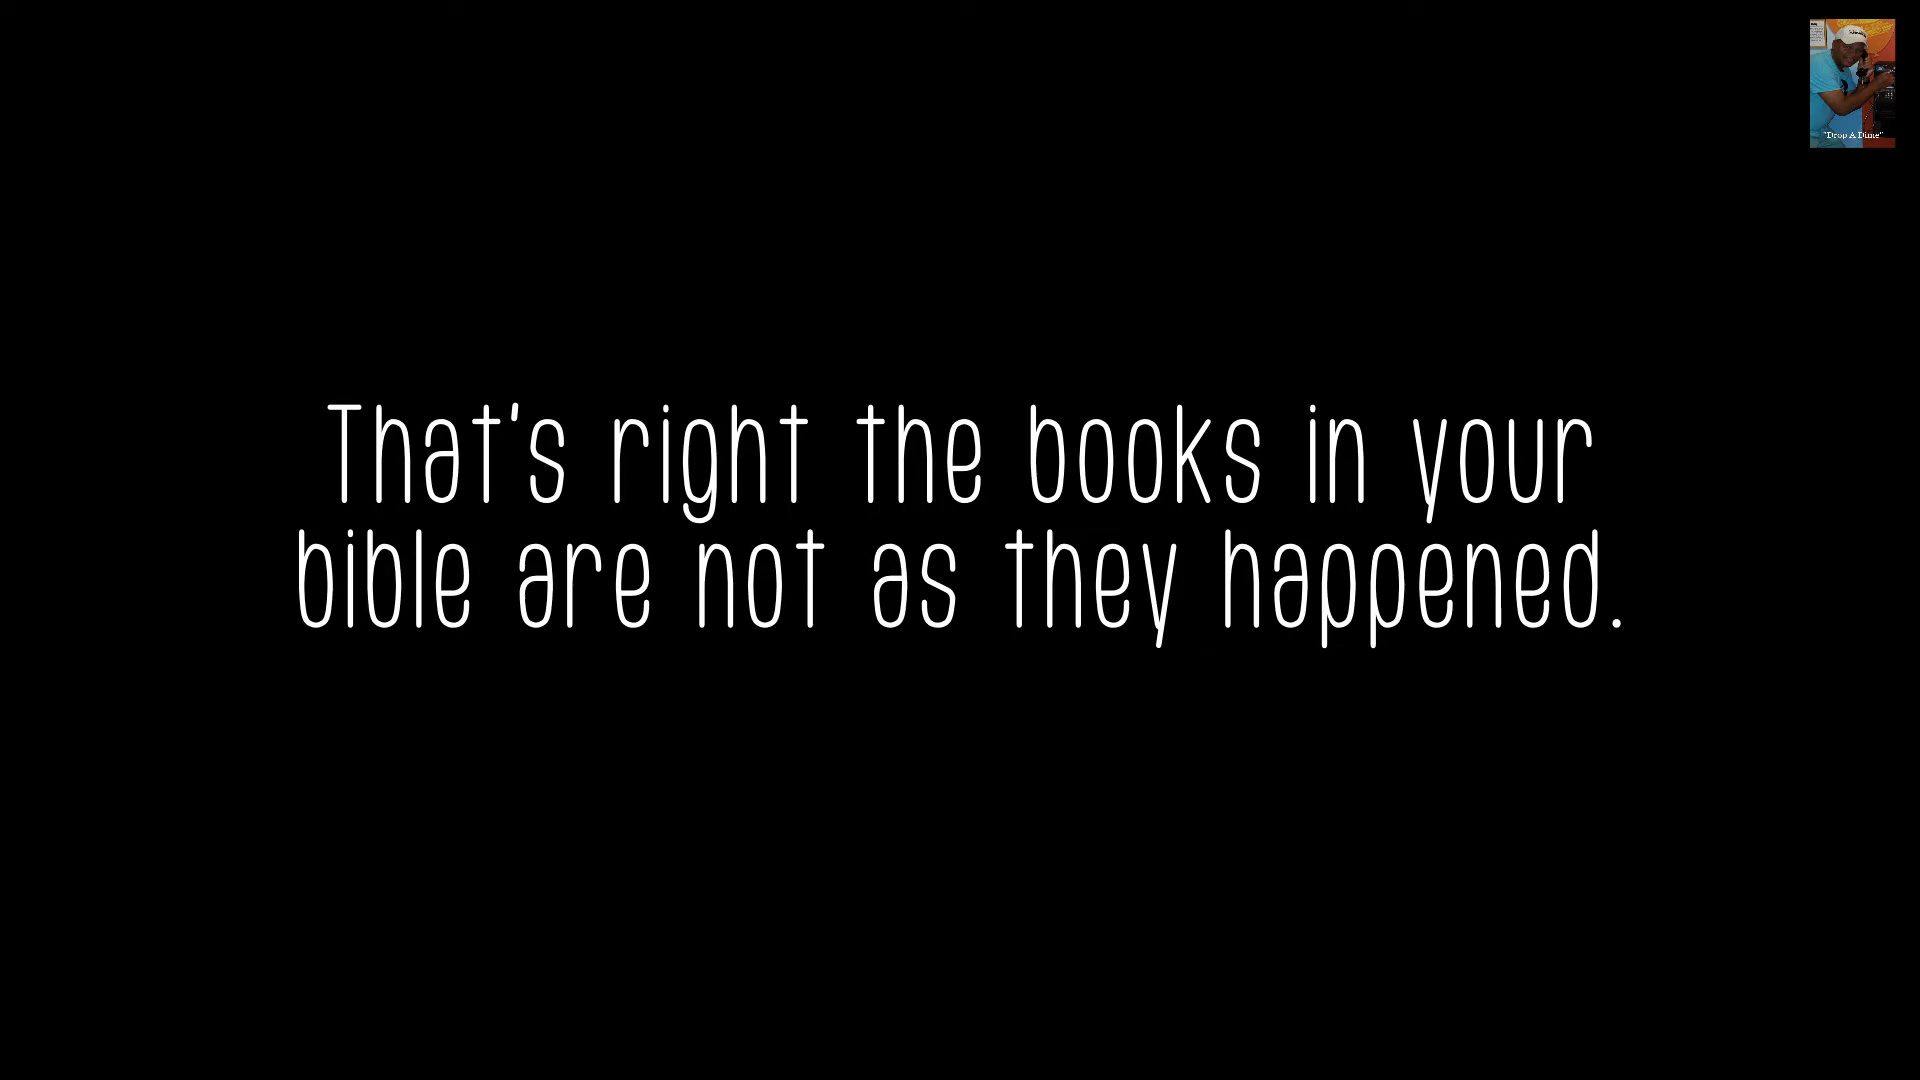 "Drop A Dime"
That's right the books in your
bible are not as they happened.